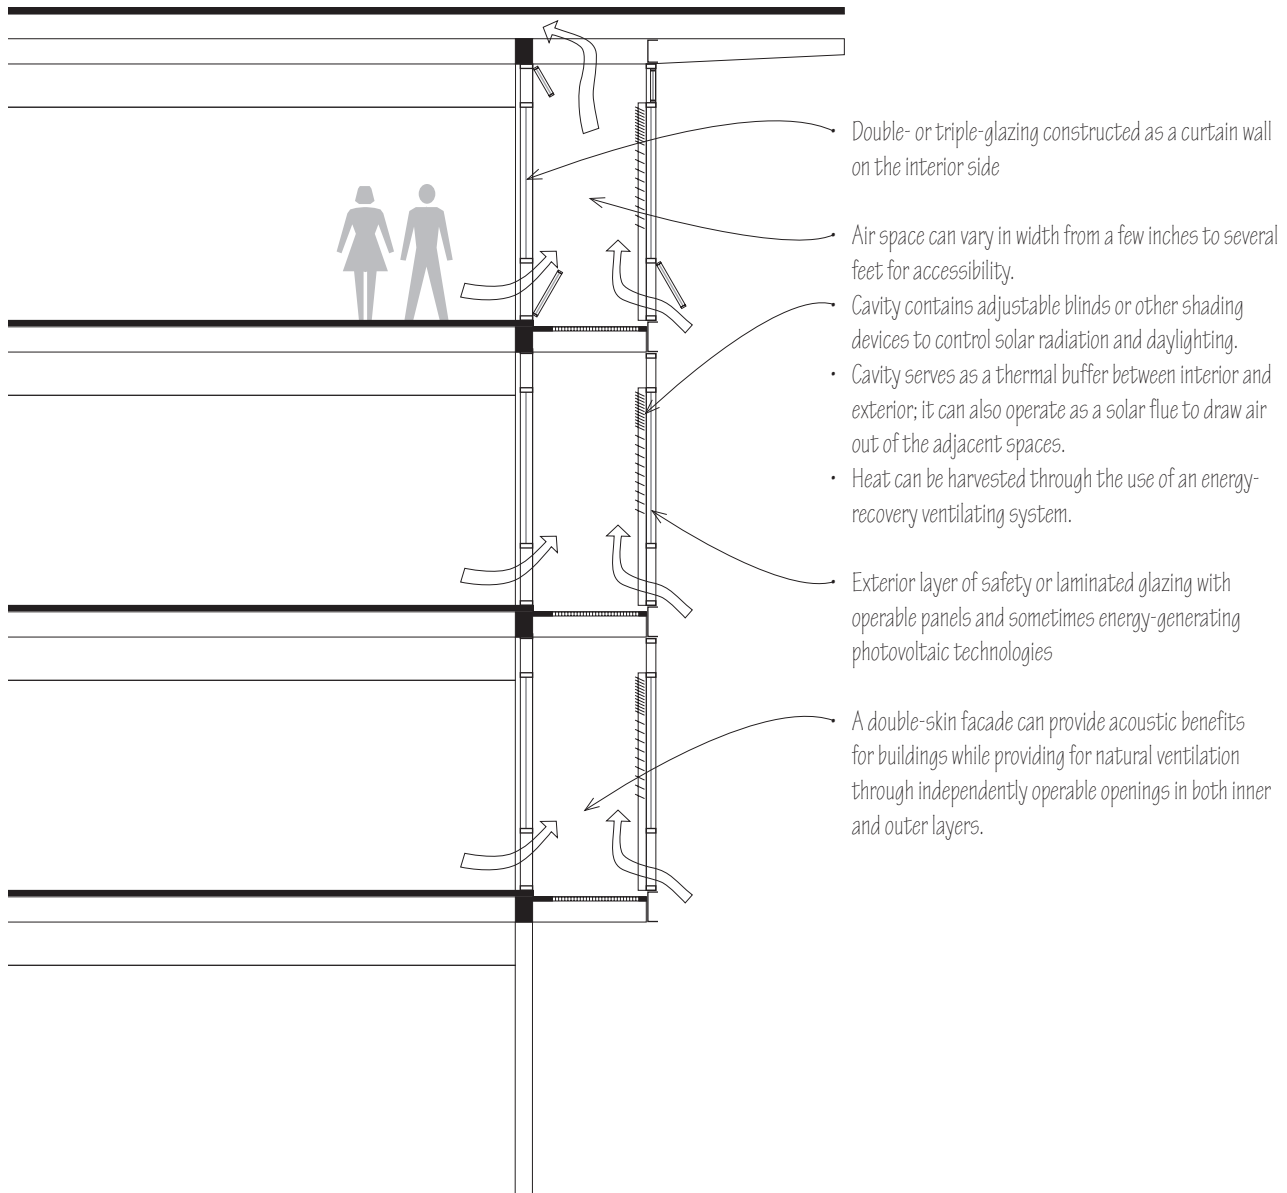 • Double- or triple-glazing constructed as a curtain wall
on the interior side
• Air space can vary in width from a few inches to several
feet for accessibility.
• Cavity contains adjustable blinds or other shading
devices to control solar radiation and daylighting.
• Cavity serves as a thermal buffer between interior and
exterior; it can also operate as a solar flue to draw air
out of the adjacent spaces.
• Heat can be harvested through the use of an energy-
recovery ventilating system.
• Exterior layer of safety or laminated glazing with
operable panels and sometimes energy-generating
photovoltaic technologies
• A double-skin facade can provide acoustic benefits
for buildings while providing for natural ventilation
through independently operable openings in both inner
and outer layers.